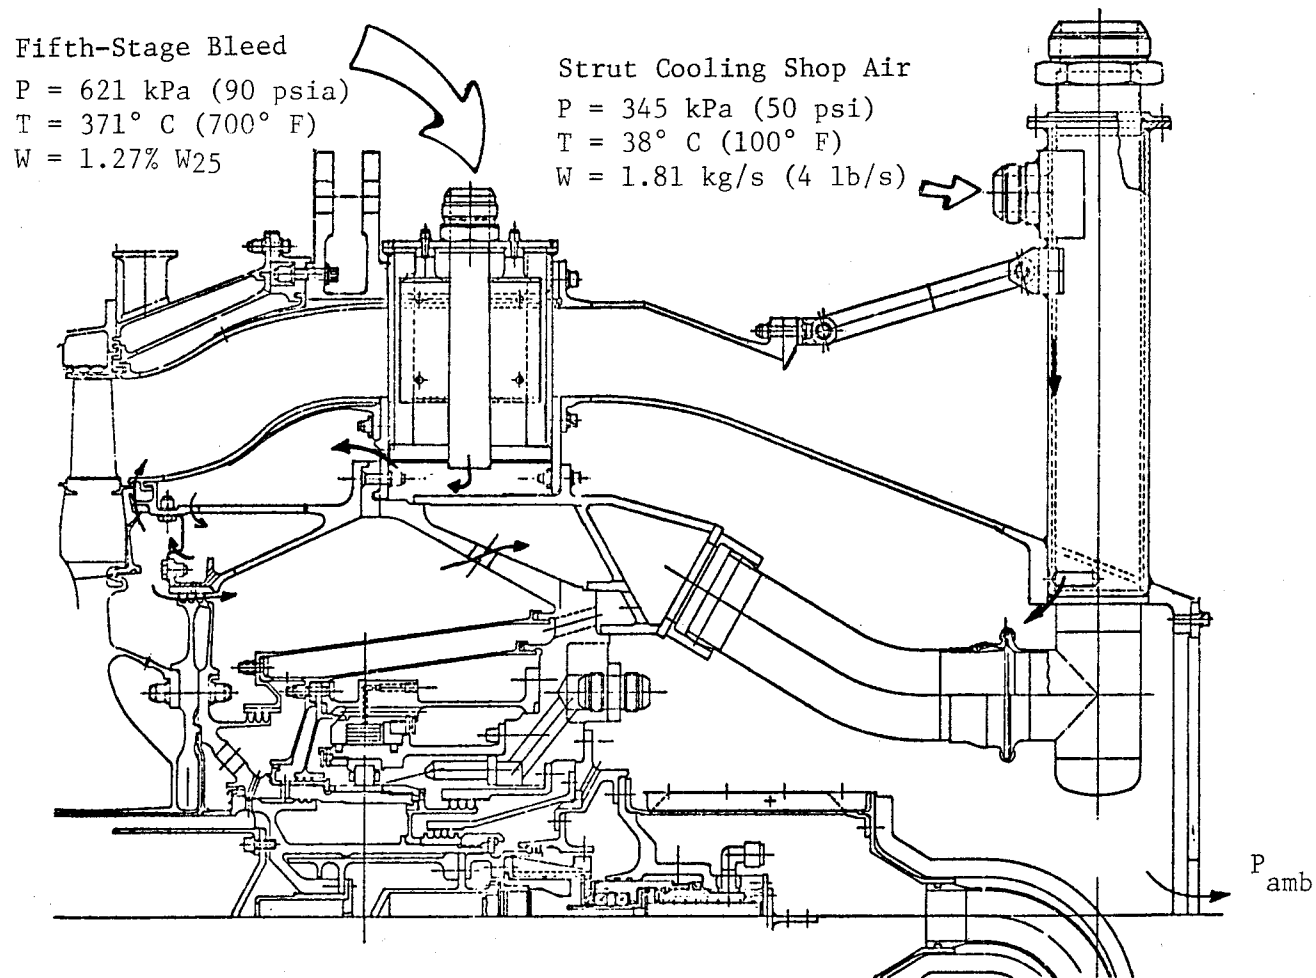 Fifth-Stage Bleed
P = 621 kPa (90 psia)
T = 371° C (700° F)
W = 1.27% W25
Strut Cooling Shop Air
P = 345 kPa (50 psi)
T = 38° C (100° F)
W = 1.81 kg/s (4 lb/s)
Pamb